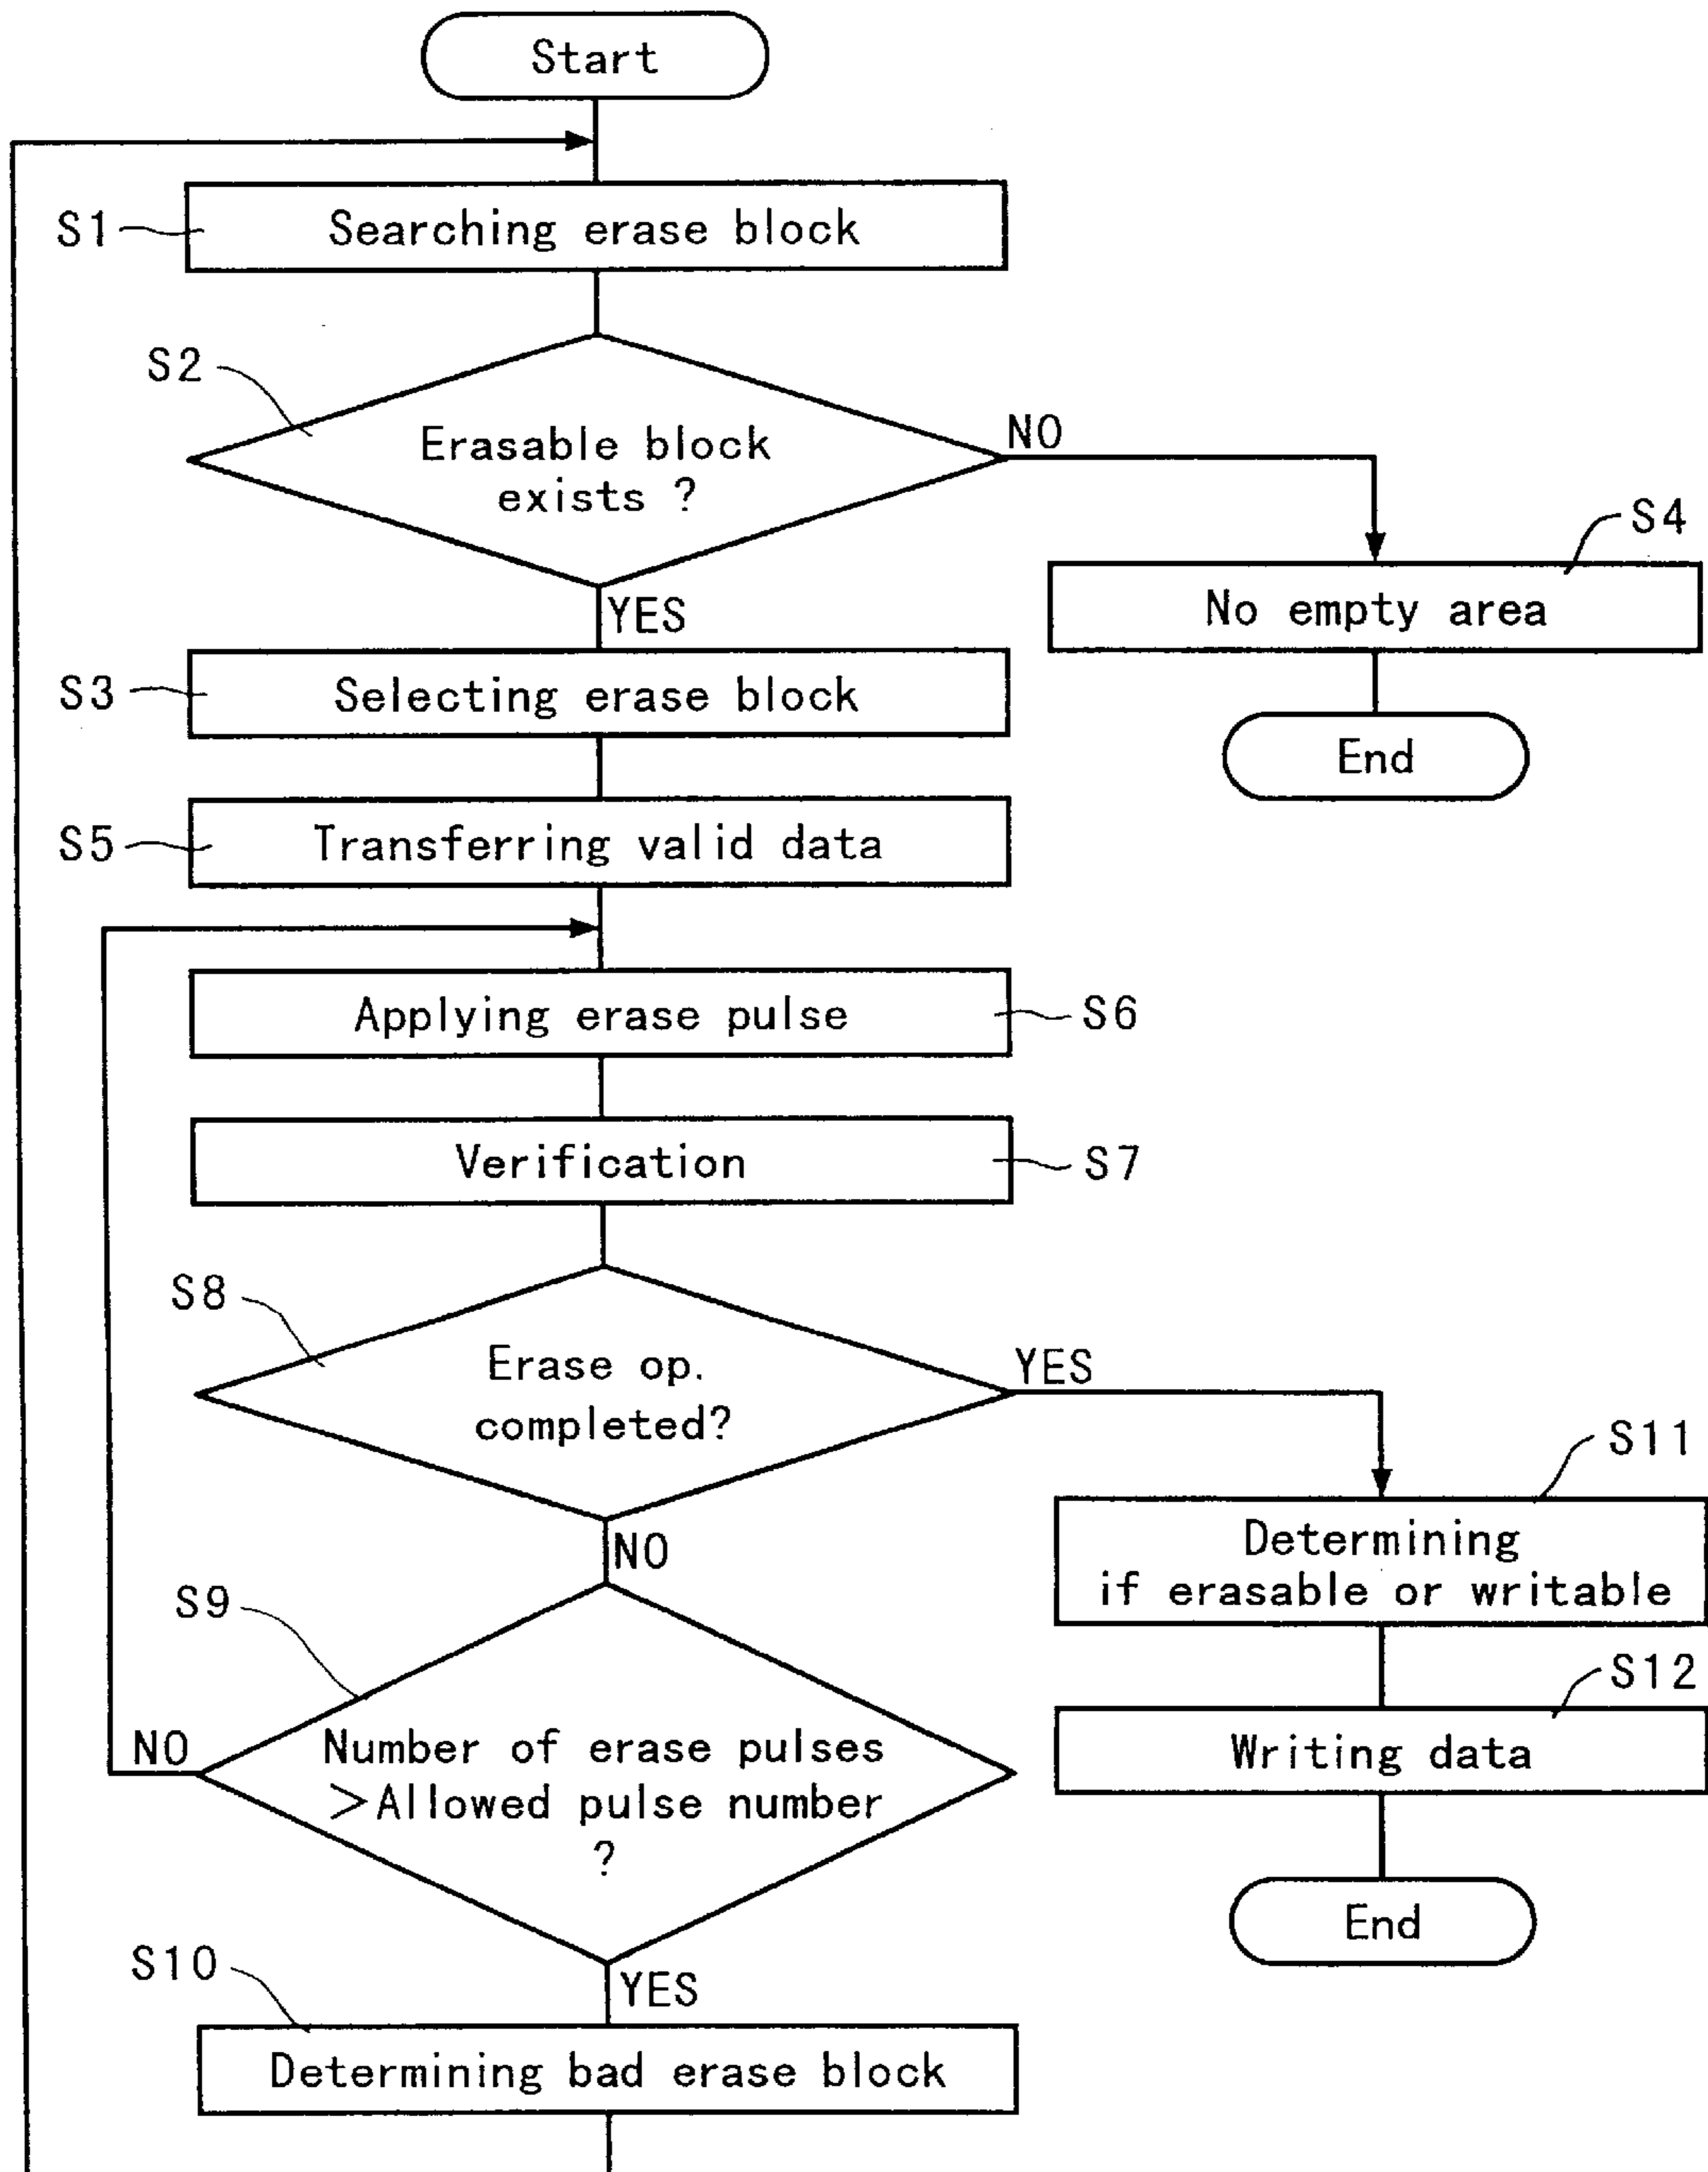 Start
S1
Searching erase block
S2
Erasable block
exists ?
NO
YES
S4
No empty area
End
S3
Selecting erase block
S5
Transferring valid data
Applying erase pulse
S6
Verification
S7
S8
Erase op.
completed?
YES
NO
S11
Determining
if erasable or writable
S9
Number of erase pulses
>Allowed pulse number
?
NO
YES
S12
Writing data
End
S10
Determining bad erase block